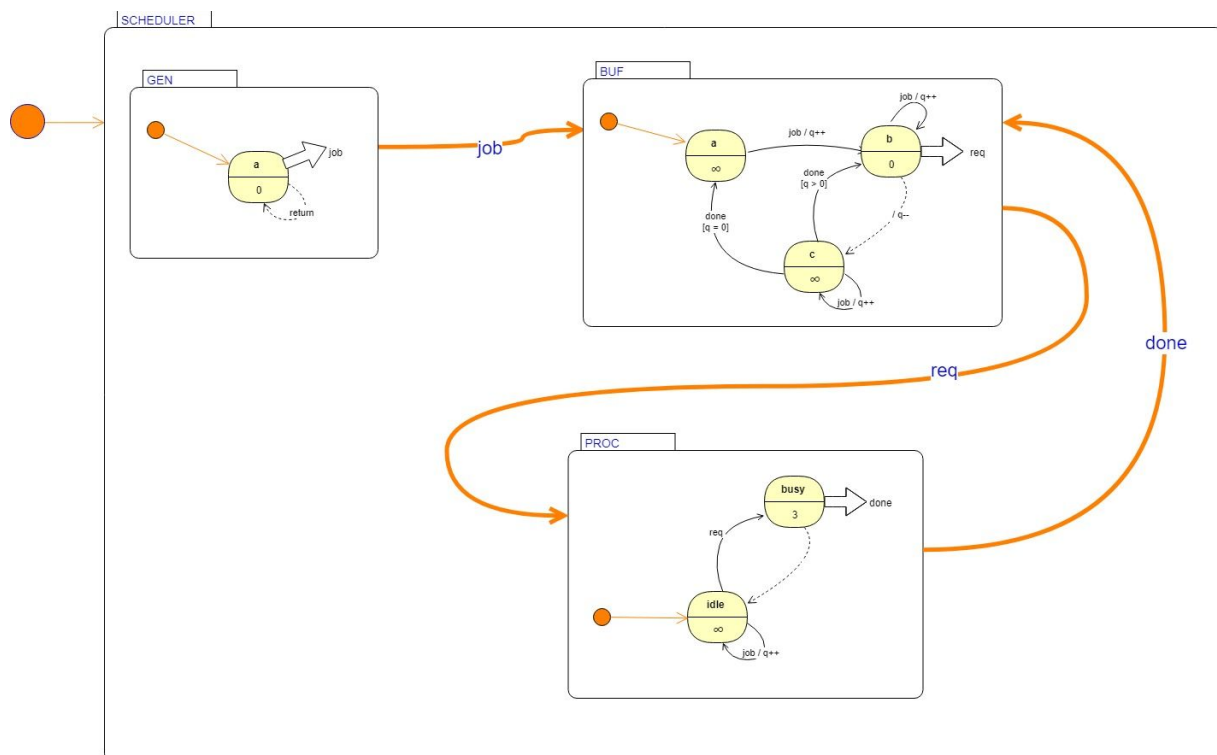 SCHEDULER
GEN
a
0
job
return
job
BUF
a
∞
job / q++
job / q++
b
0
req
done
[q > 0]
/ q--
done
[q = 0]
c
∞
job / q++
req
done
PROC
busy
3
done
req
idle
∞
job / q++